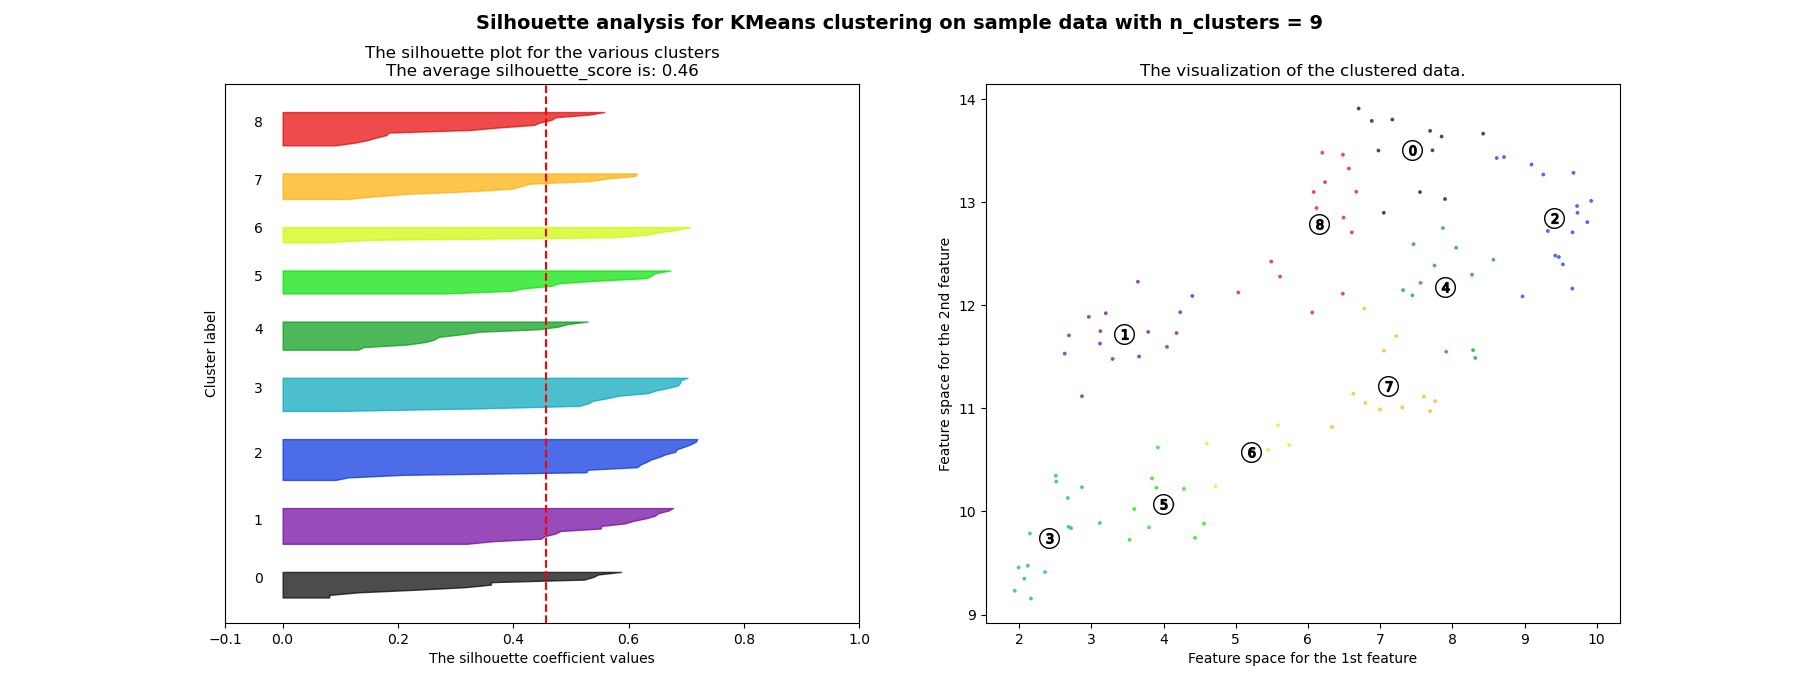 Silhouette analysis for KMeans clustering on sample data with n_clusters = 9
The silhouette plot for the various clusters
The average silhouette_score is: 0.46
Cluster label
8
7
6
5
4
3
2
1
0
−0.1 0.0 0.2 0.4 0.6 0.8 1.0
The silhouette coefficient values
The visualization of the clustered data.
Feature space for the 2nd feature
14
13
12
11
10
9
0
2
8
4
1
7
6
5
3
2 3 4 5 6 7 8 9 10
Feature space for the 1st feature